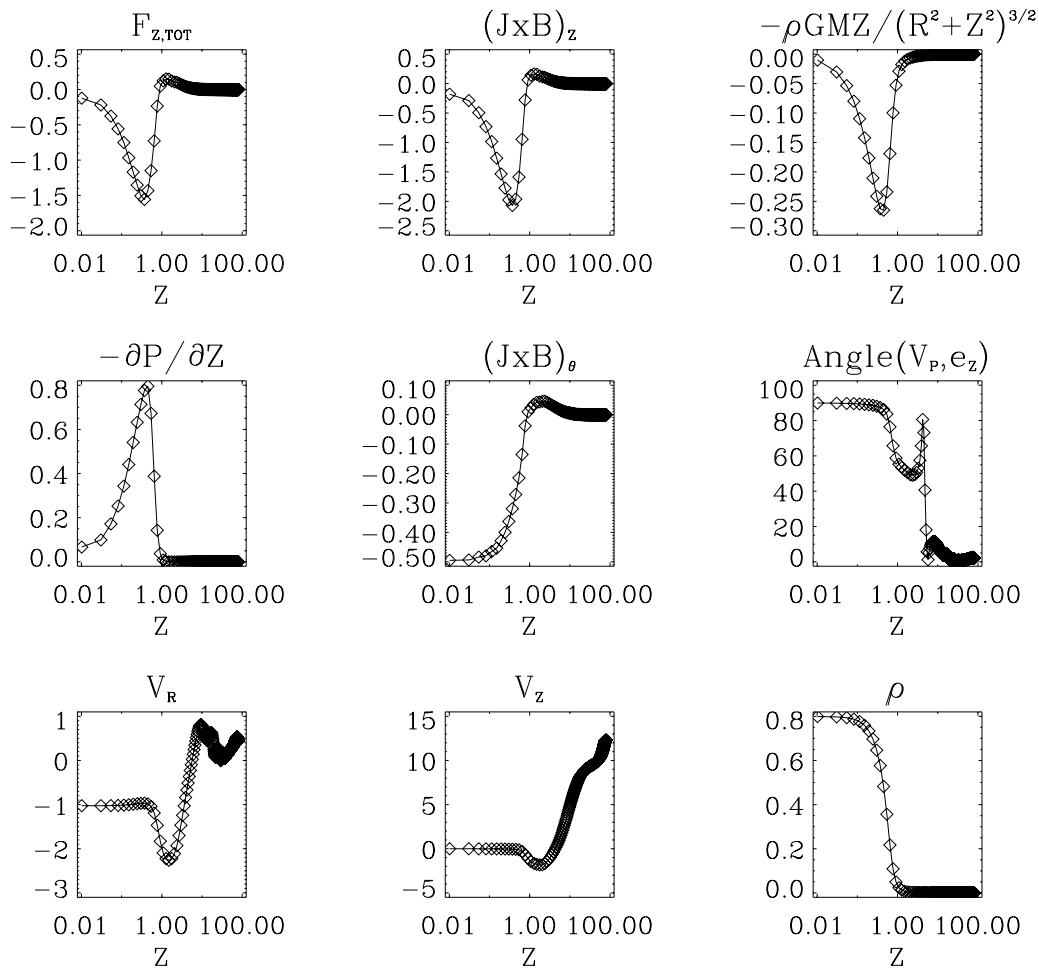 F_Z,TOT
(JxB)_Z
-ρGMZ/(R²+Z²)^3/2
0.5
0.0
−0.5
−1.0
−1.5
−2.0
0.01 1.00 100.00
Z
0.5
0.0
−0.5
−1.0
−1.5
−2.0
−2.5
0.01 1.00 100.00
Z
0.00
−0.05
−0.10
−0.15
−0.20
−0.25
−0.30
0.01 1.00 100.00
Z
-∂P/∂Z
(JxB)_θ
Angle(V_P,e_Z)
0.8
0.6
0.4
0.2
0.0
0.01 1.00 100.00
Z
0.10
0.00
−0.10
−0.20
−0.30
−0.40
−0.50
0.01 1.00 100.00
Z
100
80
60
40
20
0
0.01 1.00 100.00
Z
V_R
V_Z
ρ
1
0
−1
−2
−3
0.01 1.00 100.00
Z
15
10
5
0
−5
0.01 1.00 100.00
Z
0.8
0.6
0.4
0.2
0.0
0.01 1.00 100.00
Z